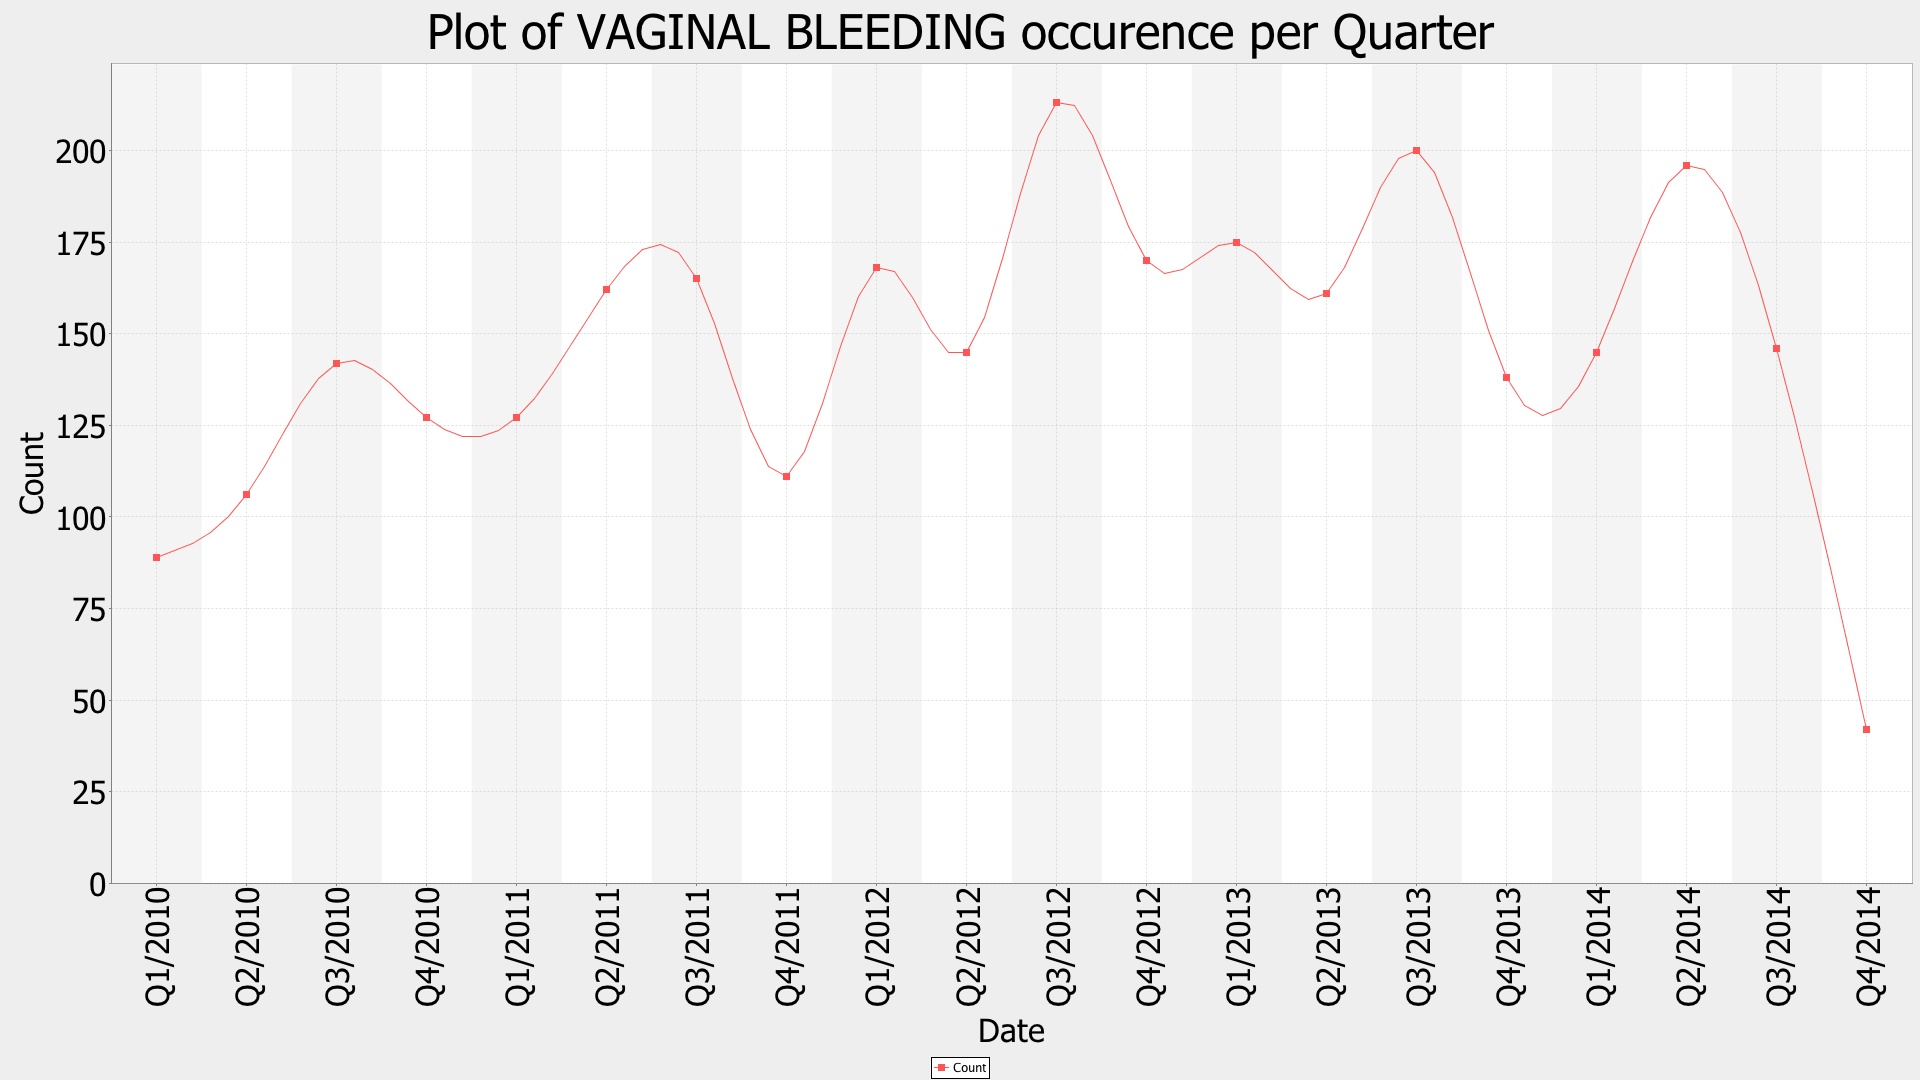 Plot of VAGINAL BLEEDING occurence per Quarter
Count
200
175
150
125
100
75
50
25
0
Q1/2010
Q2/2010
Q3/2010
Q4/2010
Q1/2011
Q2/2011
Q3/2011
Q4/2011
Q1/2012
Q2/2012
Q3/2012
Q4/2012
Q1/2013
Q2/2013
Q3/2013
Q4/2013
Q1/2014
Q2/2014
Q3/2014
Q4/2014
Date
Count